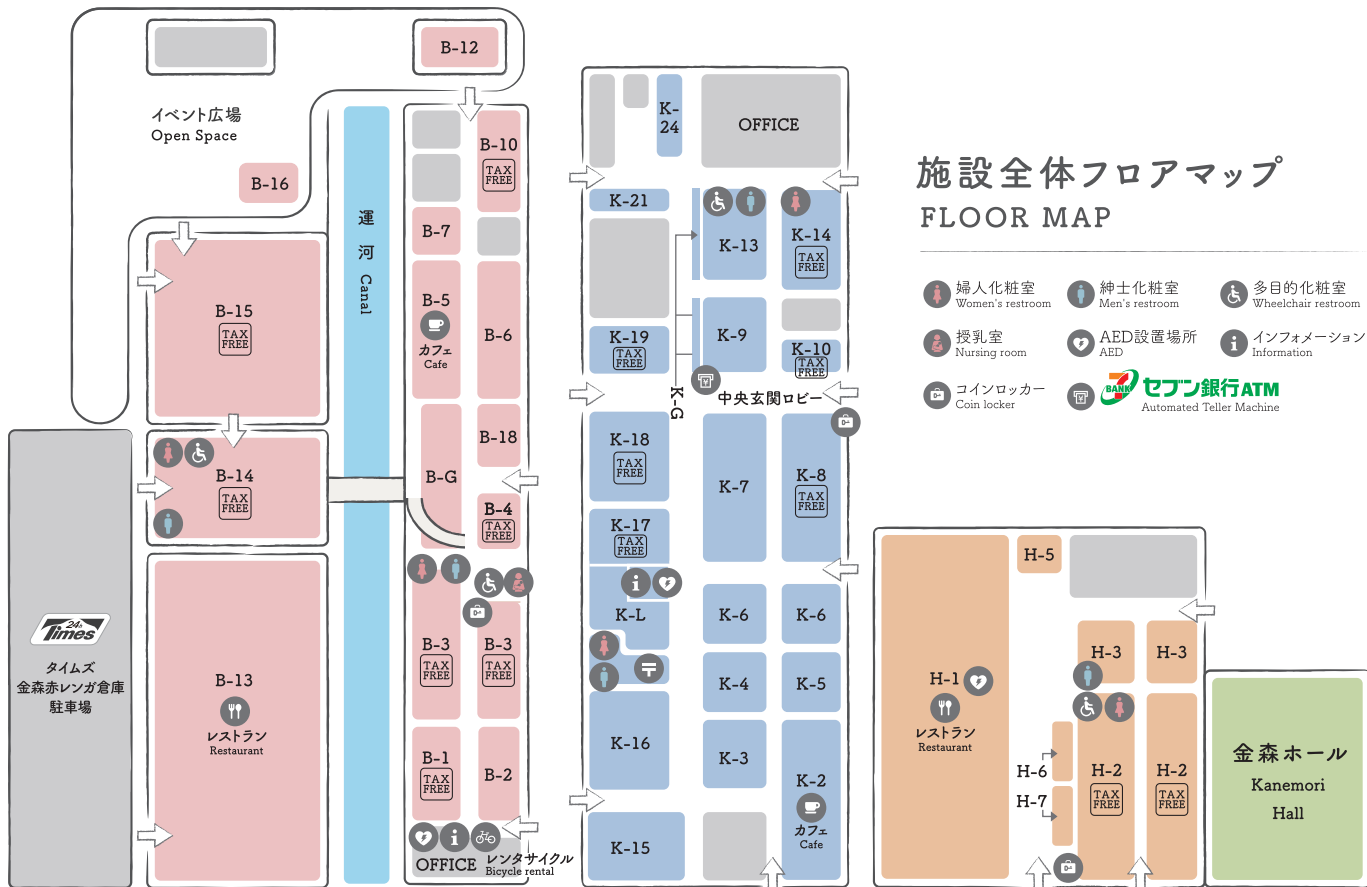 施設全体フロアマップ
FLOOR MAP
婦人化粧室
Women's restroom
紳士化粧室
Men's restroom
多目的化粧室
Wheelchair restroom
授乳室
Nursing room
AED設置場所
AED
インフォメーション
Information
コインロッカー
Coin locker
7
BANK
セブン銀行ATM
Automated Teller Machine
イベント広場
Open Space
B-12
B-16
運河 Canal
B-15
TAX
FREE
B-14
TAX
FREE
B-13
レストラン
Restaurant
24h
Times
タイムズ
金森赤レンガ倉庫
駐車場
B-10
TAX
FREE
B-7
B-5
カフェ
Cafe
B-6
B-18
B-G
B-4
TAX
FREE
B-3
TAX
FREE
B-3
TAX
FREE
B-1
TAX
FREE
B-2
OFFICE
レンタサイクル
Bicycle rental
K-
24
OFFICE
K-21
K-13
K-14
TAX
FREE
K-19
TAX
FREE
K-9
K-10
TAX
FREE
K-G
中央玄関ロビー
K-18
TAX
FREE
K-7
K-8
TAX
FREE
K-17
TAX
FREE
K-L
K-6
K-6
K-4
K-5
K-16
K-3
K-2
カフェ
Cafe
K-15
H-5
H-1
レストラン
Restaurant
H-3
H-3
H-6
H-7
H-2
TAX
FREE
H-2
TAX
FREE
金森ホール
Kanemori
Hall